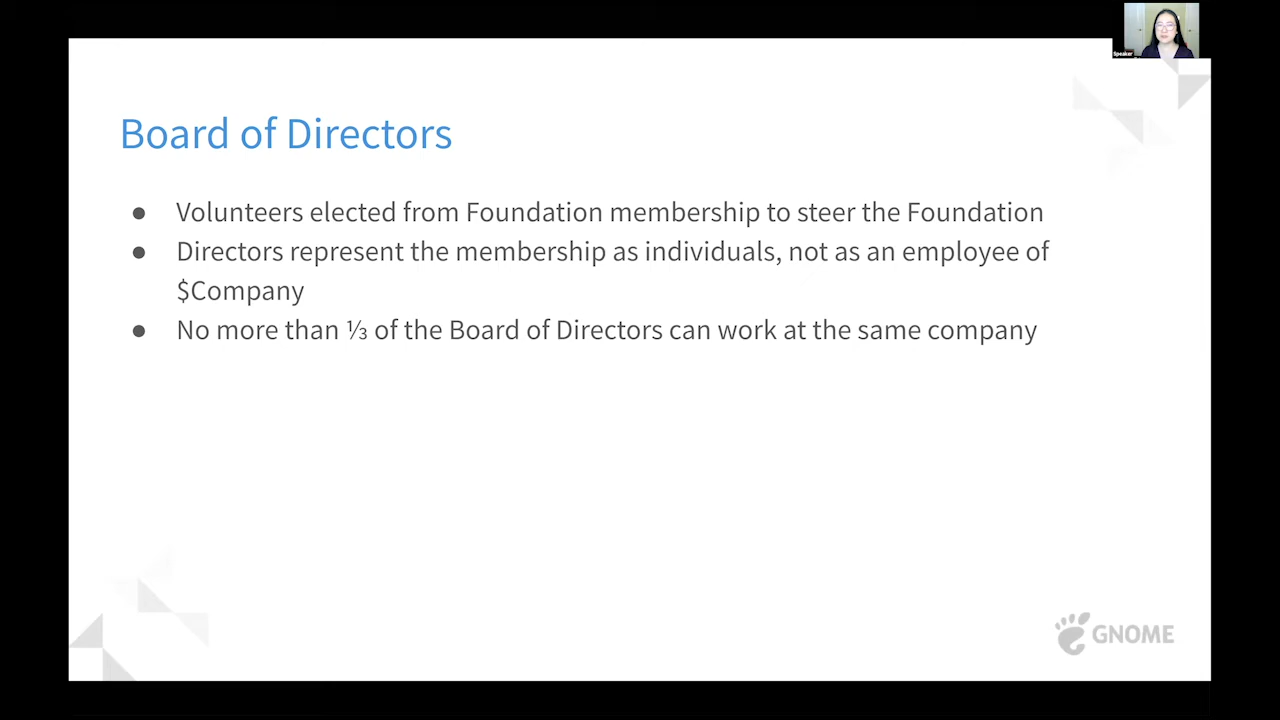 Speaker
Board of Directors
● Volunteers elected from Foundation membership to steer the Foundation
● Directors represent the membership as individuals, not as an employee of
$Company
● No more than ⅓ of the Board of Directors can work at the same company
GNOME